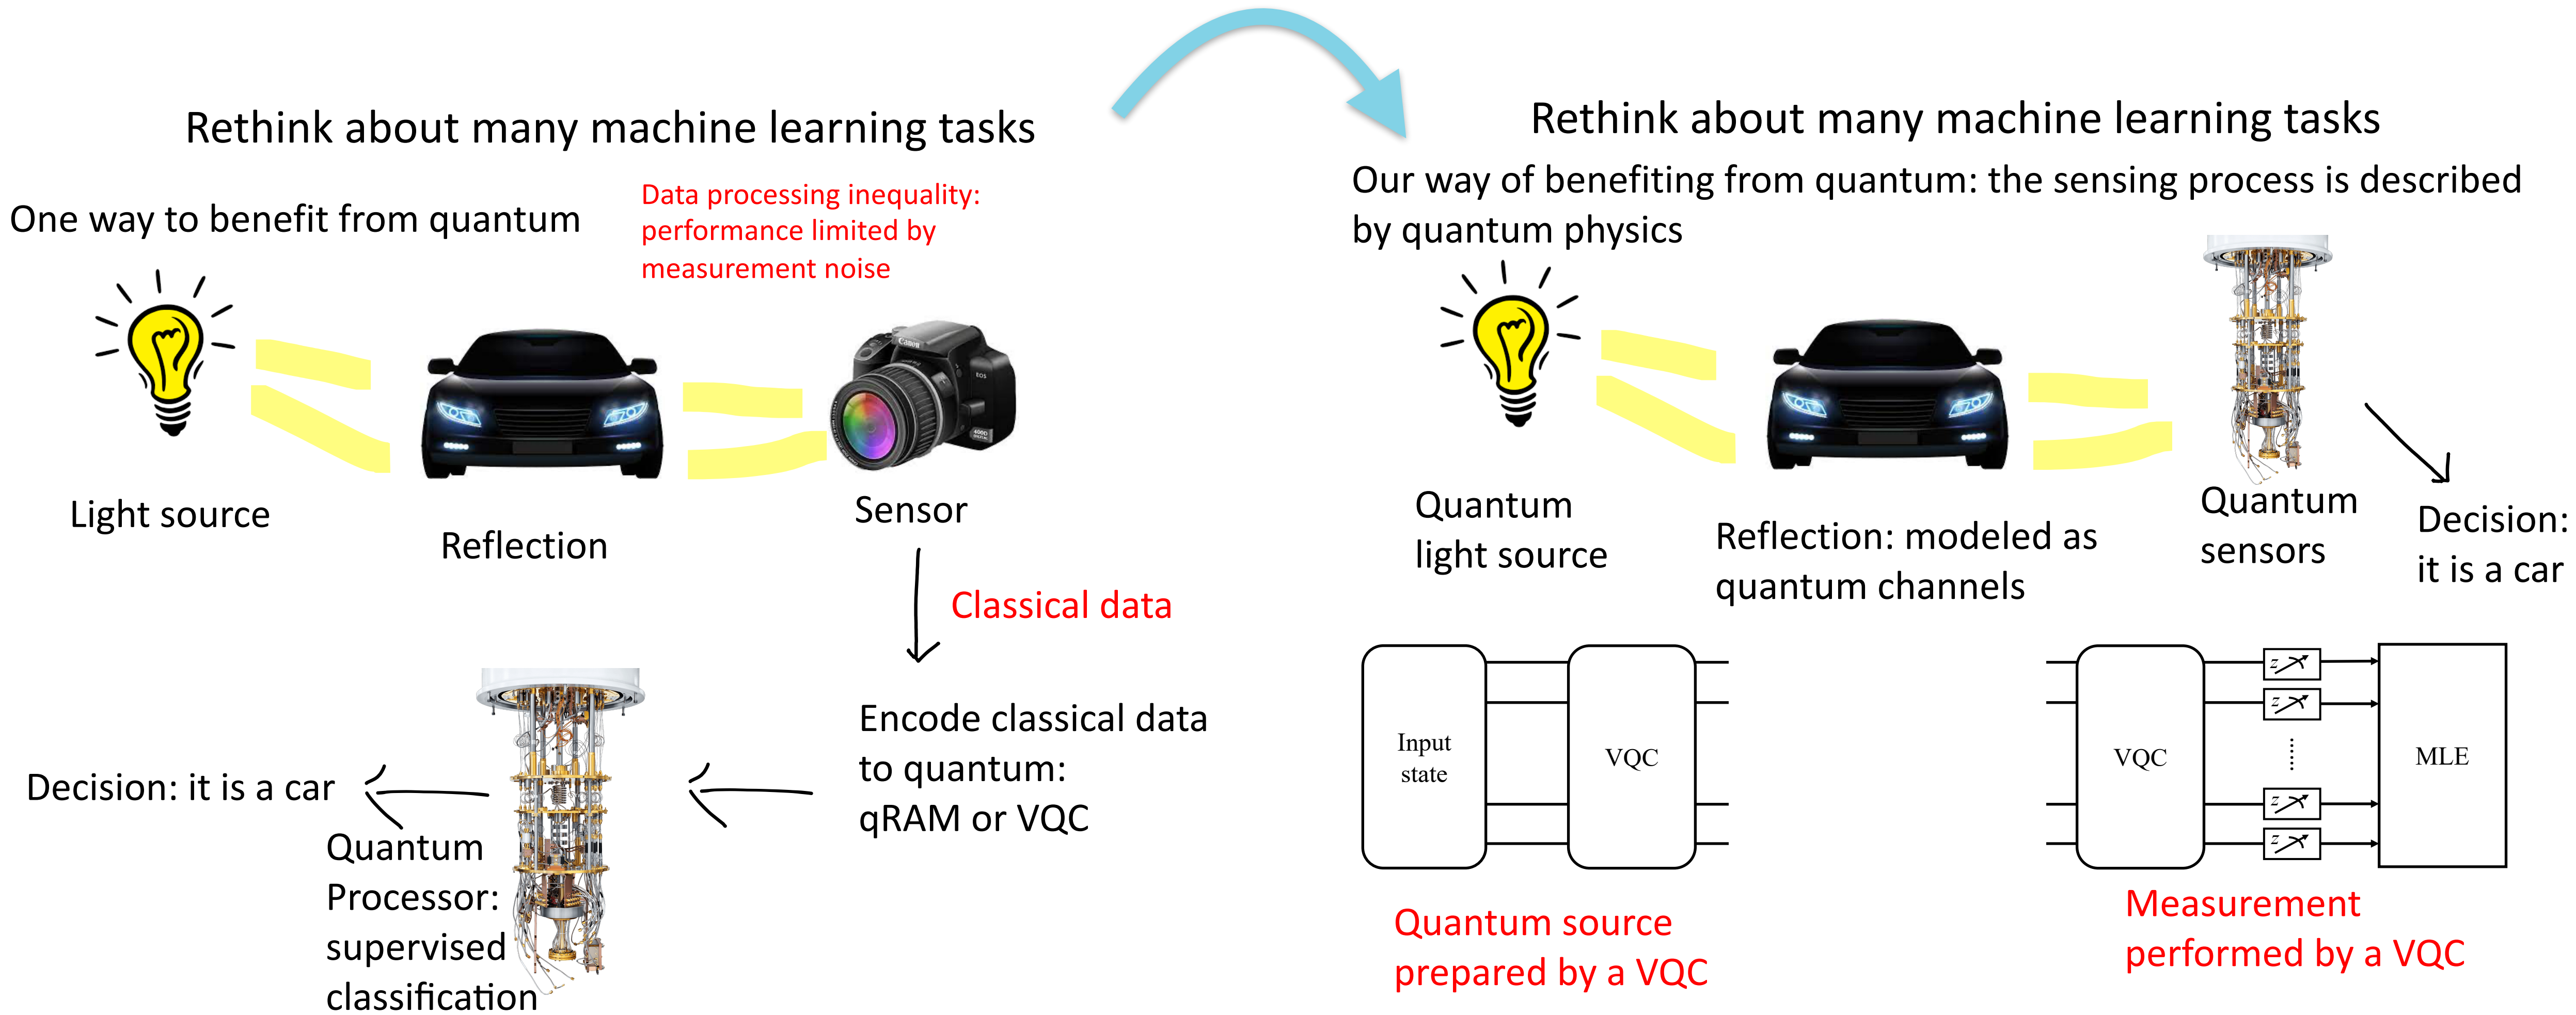 Rethink about many machine learning tasks
One way to benefit from quantum
Data processing inequality:
performance limited by
measurement noise
Canon
EOS
400D
DIGITAL
Light source
Reflection
Sensor
Classical data
Encode classical data
to quantum:
qRAM or VQC
Decision: it is a car
Quantum
Processor:
supervised
classification
Rethink about many machine learning tasks
Our way of benefiting from quantum: the sensing process is described
by quantum physics
Quantum
light source
Reflection: modeled as
quantum channels
Quantum
sensors
Decision:
it is a car
Input
state
VQC
Quantum source
prepared by a VQC
VQC
z
z
z
z
MLE
Measurement
performed by a VQC